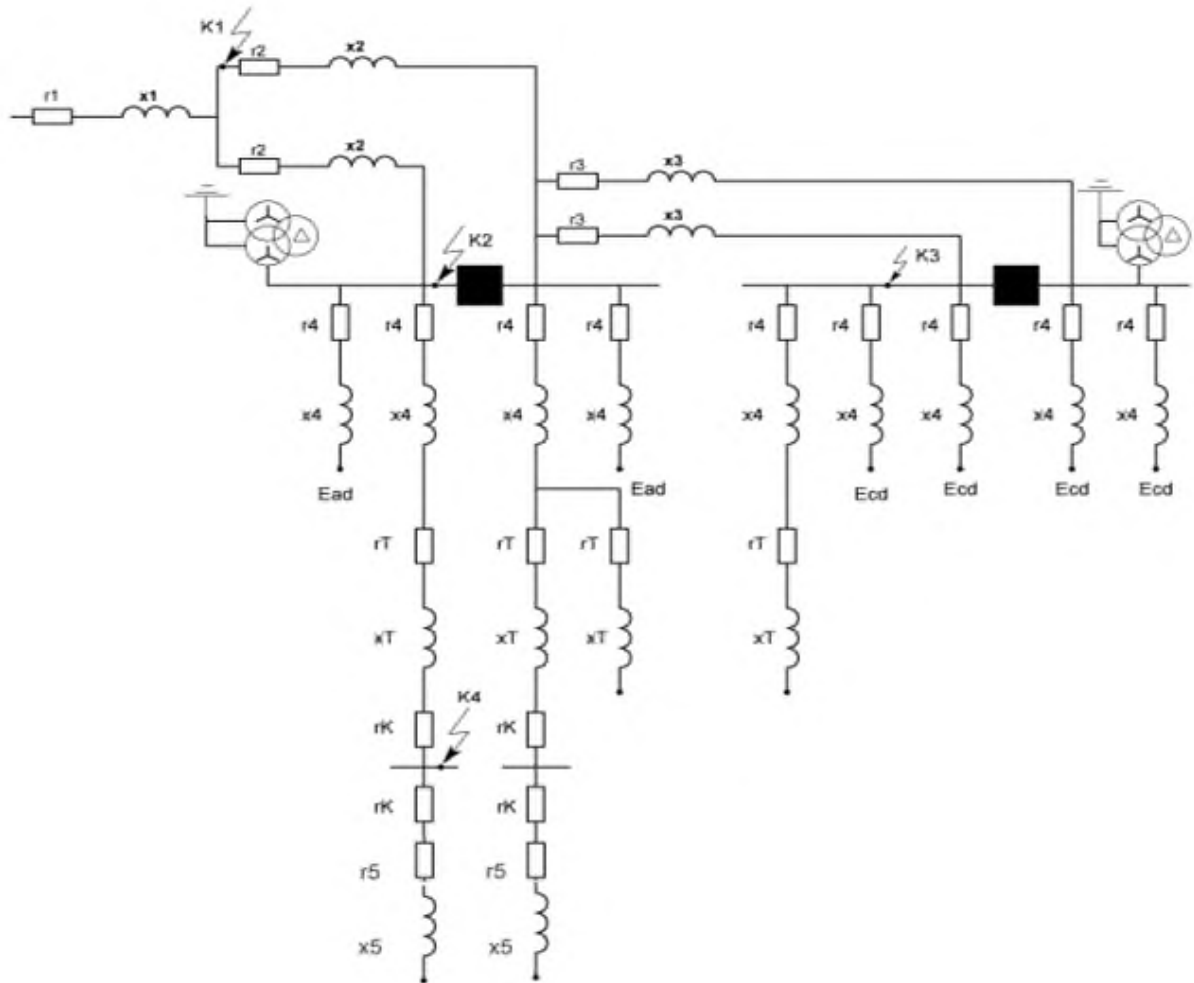 K1
r2 x2
r1 x1
r2 x2
r3 x3
r3 x3
K2 K3
r4 r4 r4 r4 r4 r4 r4 r4 r4
x4 x4 x4 x4 x4 x4 x4 x4 x4
Ead Ead Ecd Ecd Ecd Ecd
rT rT rT rT
xT xT xT xT
K4
rK rK
rK rK
r5 r5
x5 x5